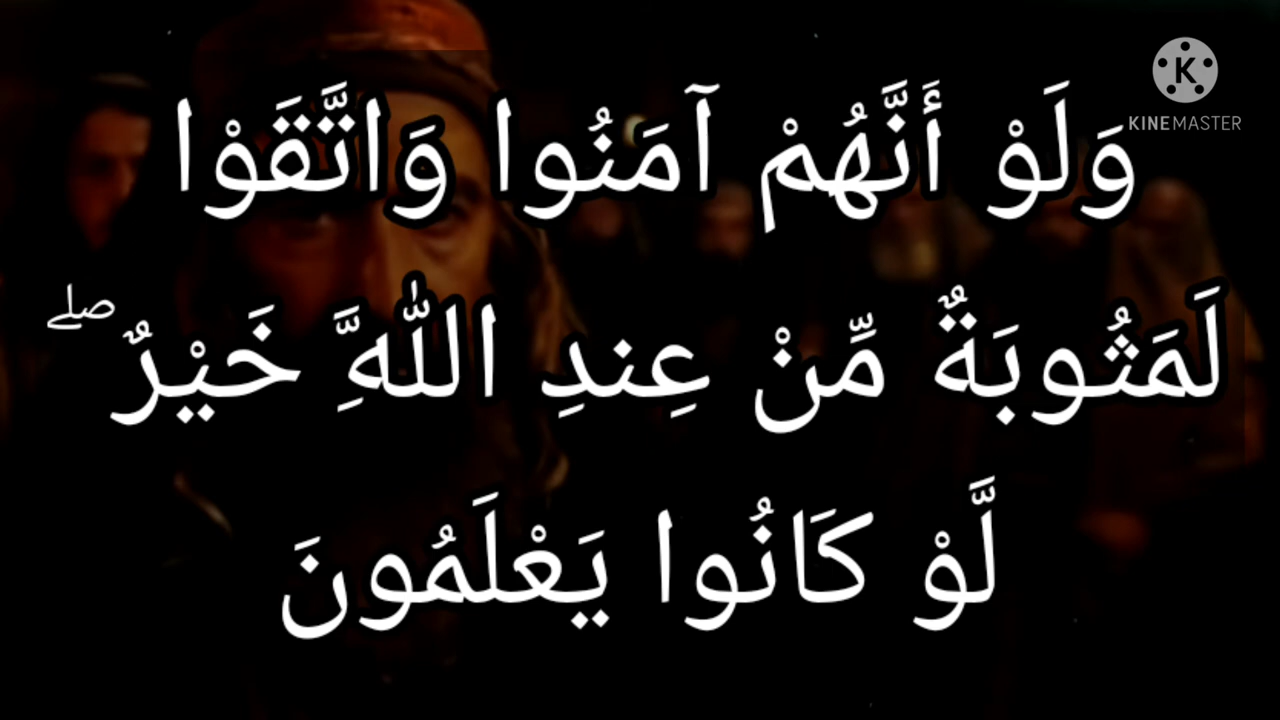 وَلَوْ أَنَّهُمْ آمَنُوا وَاتَّقَوْا
لَمَثُوبَةٌ مِّنْ عِندِ اللَّهِ خَيْرٌ ۖ
لَّوْ كَانُوا يَعْلَمُونَ
K
KINEMASTER